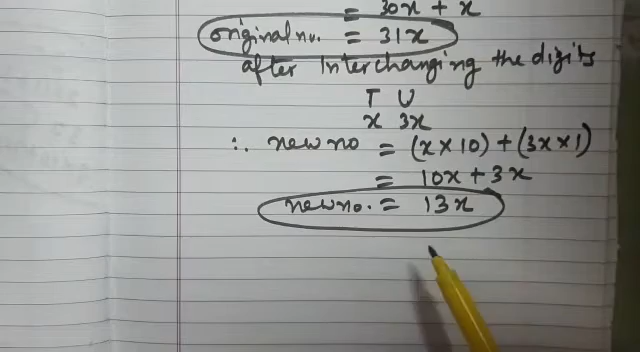 = 30x + x
original no. = 31x
after Interchanging the digits
T U
x 3x
∴ new no = (x × 10) + (3x × 1)
= 10x + 3x
new no. = 13x